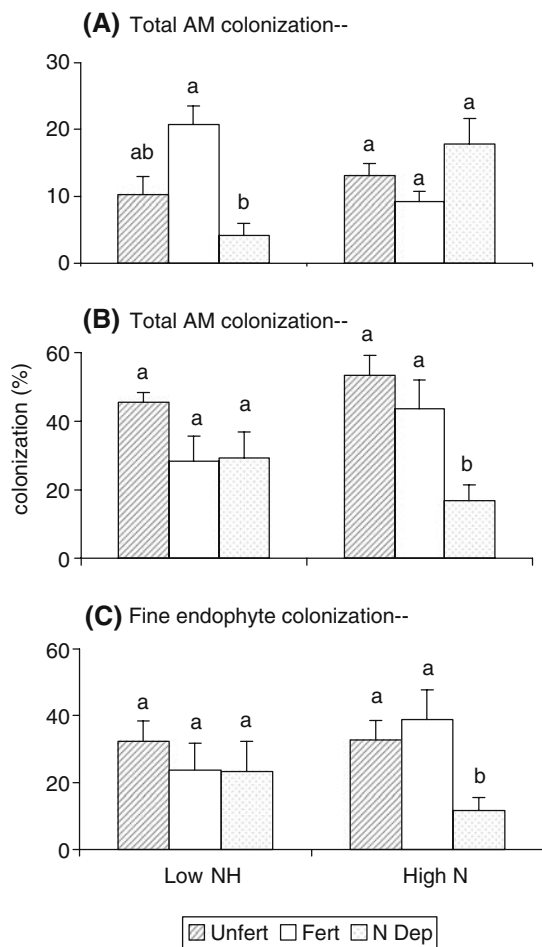 (A) Total AM colonization--
30
20
10
0
ab
a
b
a
a
a
(B) Total AM colonization--
60
40
20
0
a
a
a
a
a
b
colonization (%)
(C) Fine endophyte colonization--
60
40
20
0
a
a
a
a
a
b
Low NH
High N
Unfert Fert N Dep